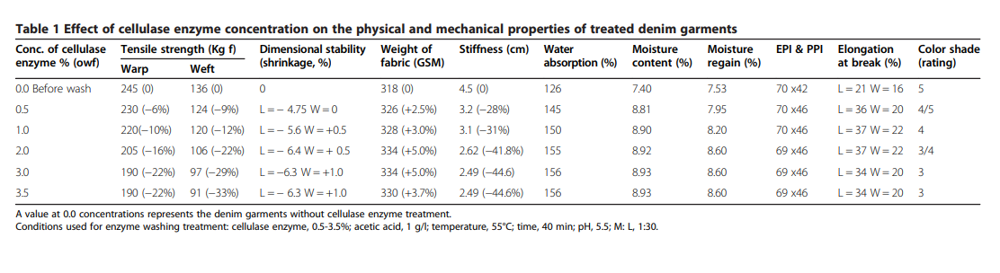 Table 1 Effect of cellulase enzyme concentration on the physical and mechanical properties of treated denim garments
Conc. of cellulase enzyme % (owf) Tensile strength (Kg f) Dimensional stability (shrinkage, %) Weight of fabric (GSM) Stiffness (cm) Water absorption (%) Moisture content (%) Moisture regain (%) EPI & PPI Elongation at break (%) Color shade (rating)
Warp Weft
0.0 Before wash 245 (0) 136 (0) 0 318 (0) 4.5 (0) 126 7.40 7.53 70 x42 L = 21 W = 16 5
0.5 230 (−6%) 124 (−9%) L = − 4.75 W = 0 326 (+2.5%) 3.2 (−28%) 145 8.81 7.95 70 x46 L = 36 W = 20 4/5
1.0 220(−10%) 120 (−12%) L = − 5.6 W = +0.5 328 (+3.0%) 3.1 (−31%) 150 8.90 8.20 70 x46 L = 37 W = 22 4
2.0 205 (−16%) 106 (−22%) L = − 6.4 W = + 0.5 334 (+5.0%) 2.62 (−41.8%) 155 8.92 8.60 69 x46 L = 37 W = 22 3/4
3.0 190 (−22%) 97 (−29%) L = −6.3 W = +1.0 334 (+5.0%) 2.49 (−44.6) 156 8.93 8.60 69 x46 L = 34 W = 20 3
3.5 190 (−22%) 91 (−33%) L = − 6.3 W = +1.0 330 (+3.7%) 2.49 (−44.6%) 156 8.93 8.60 69 x46 L = 34 W = 20 3
A value at 0.0 concentrations represents the denim garments without cellulase enzyme treatment.
Conditions used for enzyme washing treatment: cellulase enzyme, 0.5-3.5%; acetic acid, 1 g/l; temperature, 55°C; time, 40 min; pH, 5.5; M: L, 1:30.